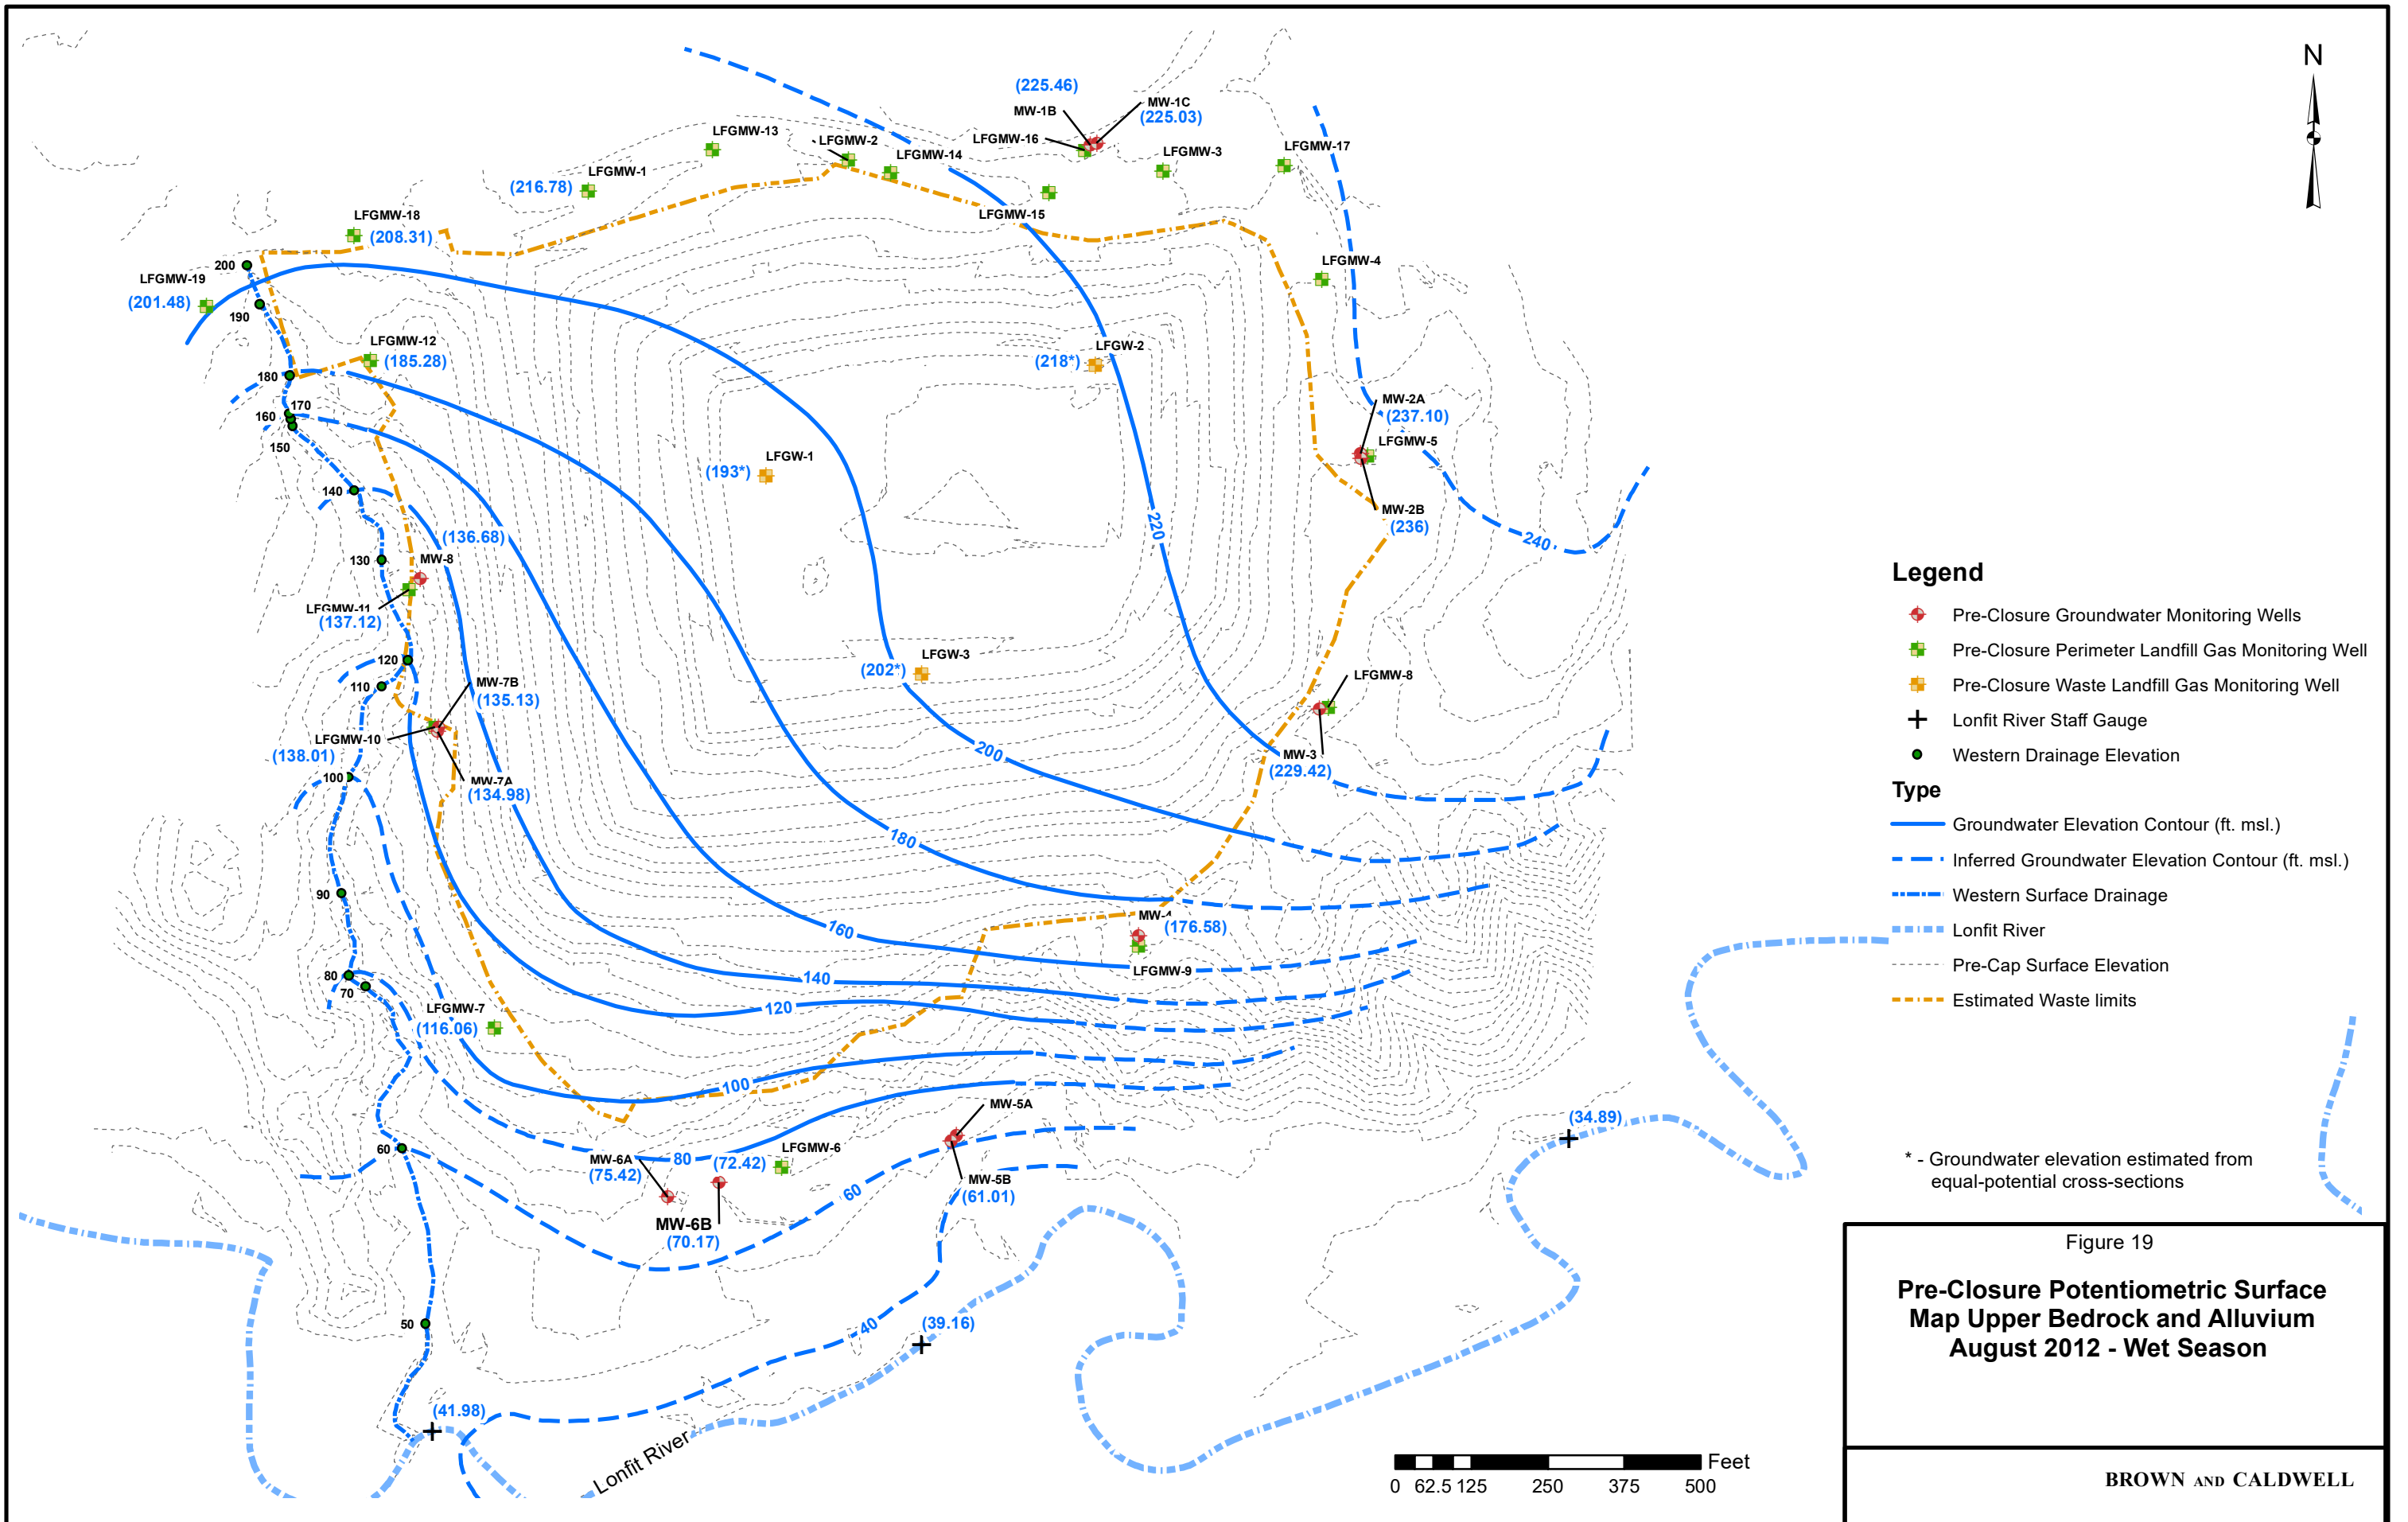 N
(225.46)
MW-1B
MW-1C
(225.03)
LFGMW-16
LFGMW-13
LFGMW-2
LFGMW-14
LFGMW-3
LFGMW-17
LFGMW-1
(216.78)
LFGMW-15
LFGMW-18
(208.31)
LFGMW-4
200
LFGMW-19
(201.48)
190
LFGMW-12
(185.28)
LFGW-2
(218*)
180
170
160
150
MW-2A
(237.10)
LFGMW-5
LFGW-1
(193*)
140
MW-2B
(236)
220
240
(136.68)
130
MW-8
LFGMW-11
(137.12)
120
110
LFGW-3
(202*)
MW-7B
(135.13)
LFGMW-8
LFGMW-10
(138.01)
100
MW-7A
(134.98)
MW-3
(229.42)
200
180
90
MW-4
(176.58)
160
LFGMW-9
80
70
140
120
LFGMW-7
(116.06)
100
MW-5A
60
MW-6A
(75.42)
80
(72.42)
LFGMW-6
60
MW-5B
(61.01)
MW-6B
(70.17)
(34.89)
50
40
(39.16)
(41.98)
Lonfit River
Legend
Pre-Closure Groundwater Monitoring Wells
Pre-Closure Perimeter Landfill Gas Monitoring Well
Pre-Closure Waste Landfill Gas Monitoring Well
Lonfit River Staff Gauge
Western Drainage Elevation
Type
Groundwater Elevation Contour (ft. msl.)
Inferred Groundwater Elevation Contour (ft. msl.)
Western Surface Drainage
Lonfit River
Pre-Cap Surface Elevation
Estimated Waste limits
* - Groundwater elevation estimated from
equal-potential cross-sections
Feet
0 62.5 125 250 375 500
Figure 19
Pre-Closure Potentiometric Surface
Map Upper Bedrock and Alluvium
August 2012 - Wet Season
BROWN AND CALDWELL